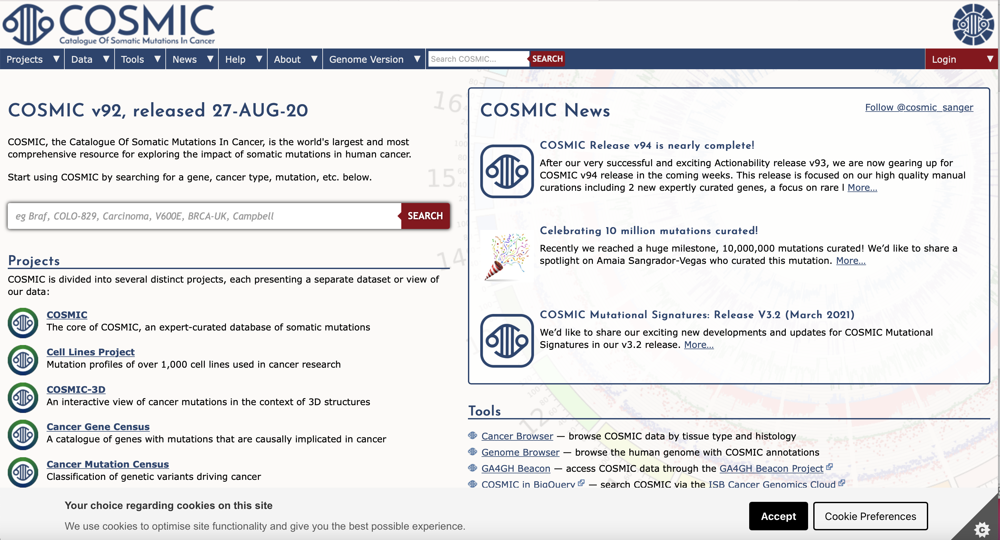 COSMIC
Catalogue Of Somatic Mutations In Cancer
Projects ▼
Data ▼
Tools ▼
News ▼
Help ▼
About ▼
Genome Version ▼
Search COSMIC...
SEARCH
Login ▼
COSMIC v92, released 27-AUG-20
COSMIC, the Catalogue Of Somatic Mutations In Cancer, is the world's largest and most
comprehensive resource for exploring the impact of somatic mutations in human cancer.
Start using COSMIC by searching for a gene, cancer type, mutation, etc. below.
eg Braf, COLO-829, Carcinoma, V600E, BRCA-UK, Campbell
SEARCH
Projects
COSMIC is divided into several distinct projects, each presenting a separate dataset or view of
our data:
COSMIC
The core of COSMIC, an expert-curated database of somatic mutations
Cell Lines Project
Mutation profiles of over 1,000 cell lines used in cancer research
COSMIC-3D
An interactive view of cancer mutations in the context of 3D structures
Cancer Gene Census
A catalogue of genes with mutations that are causally implicated in cancer
Cancer Mutation Census
Classification of genetic variants driving cancer
16
15
14
12
COSMIC News
Follow @cosmic_sanger
COSMIC Release v94 is nearly complete!
After our very successful and exciting Actionability release v93, we are now gearing up for
COSMIC v94 release in the coming weeks. This release is focused on our high quality manual
curations including 2 new expertly curated genes, a focus on rare l More...
Celebrating 10 million mutations curated!
Recently we reached a huge milestone, 10,000,000 mutations curated! We’d like to share a
spotlight on Amaia Sangrador-Vegas who curated this mutation. More...
COSMIC Mutational Signatures: Release V3.2 (March 2021)
We’d like to share our exciting new developments and updates for COSMIC Mutational
Signatures in our v3.2 release. More...
Tools
Cancer Browser — browse COSMIC data by tissue type and histology
Genome Browser — browse the human genome with COSMIC annotations
GA4GH Beacon — access COSMIC data through the GA4GH Beacon Project
COSMIC in BigQuery — search COSMIC via the ISB Cancer Genomics Cloud
Your choice regarding cookies on this site
We use cookies to optimise site functionality and give you the best possible experience.
Accept
Cookie Preferences
C